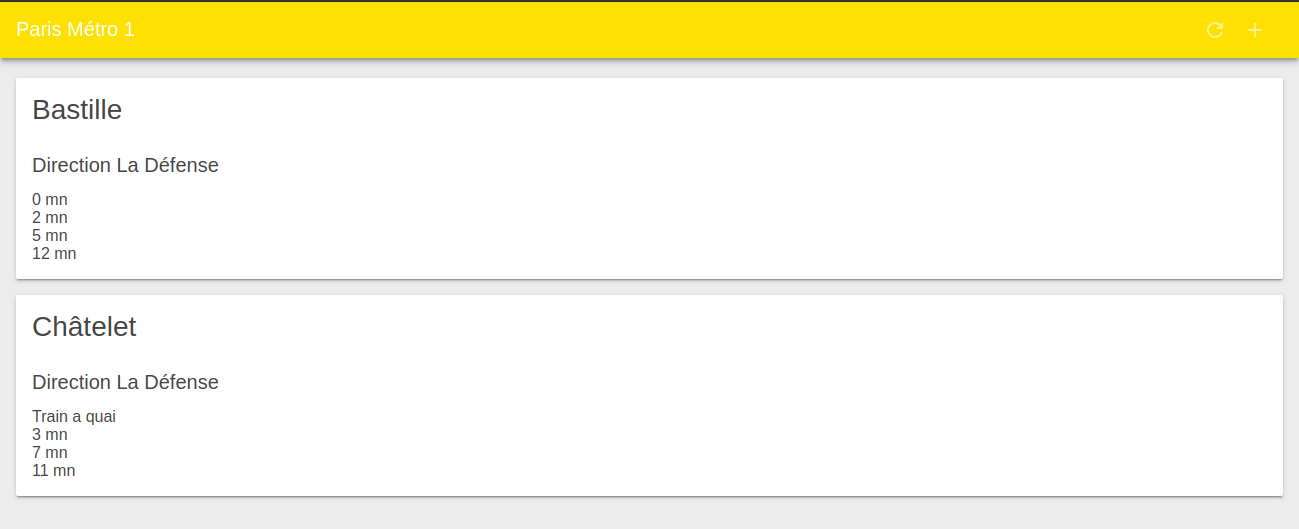 Paris Métro 1
Bastille
Direction La Défense
0 mn
2 mn
5 mn
12 mn
Châtelet
Direction La Défense
Train a quai
3 mn
7 mn
11 mn